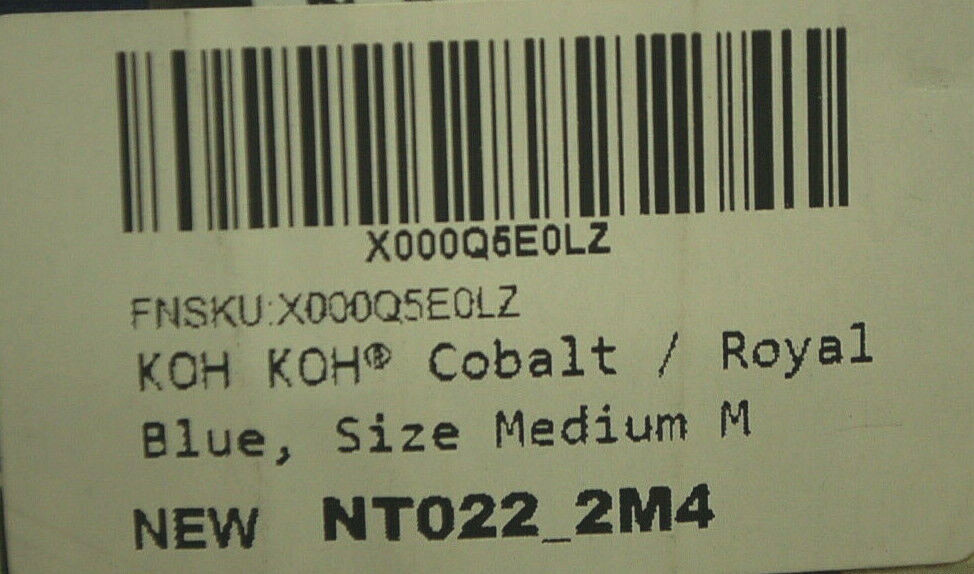 X000Q5E0LZ
FNSKU:X000Q5E0LZ
KOH KOH® Cobalt / Royal
Blue, Size Medium M
NEW NT022_2M4